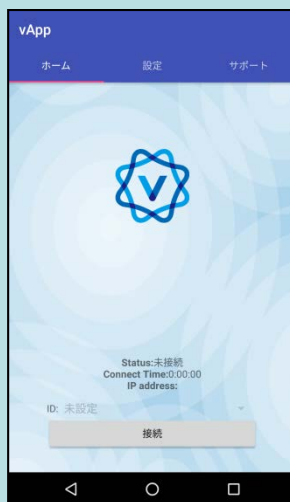 vApp
ホーム 設定 サポート
V
Status:未接続
Connect Time:0:00:00
IP address:
ID: 未設定
接続